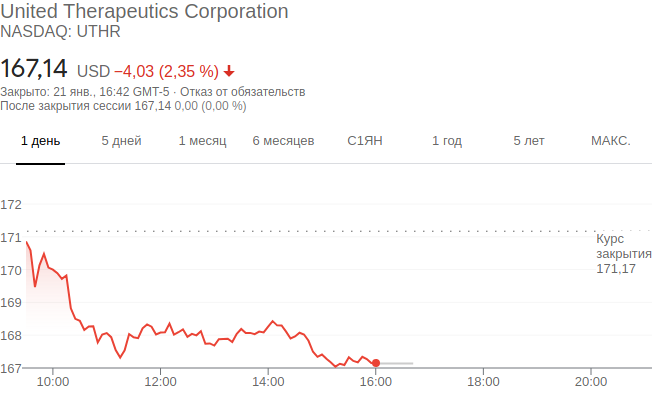 United Therapeutics Corporation
NASDAQ: UTHR
167,14 USD −4,03 (2,35 %)
Закрыто: 21 янв., 16:42 GMT-5 · Отказ от обязательств
После закрытия сессии 167,14 0,00 (0,00 %)
1 день 5 дней 1 месяц 6 месяцев С1ЯН 1 год 5 лет МАКС.
172
171
Курс
закрытия
171,17
170
169
168
167
10:00 12:00 14:00 16:00 18:00 20:00